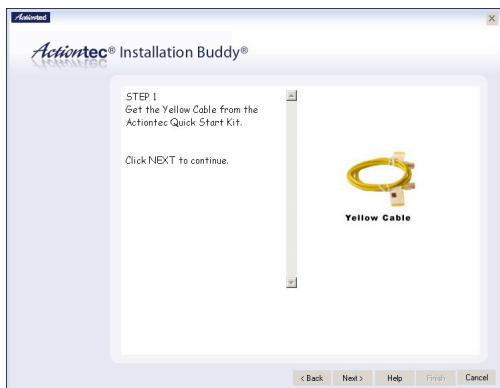 Actiontec
Actiontec® Installation Buddy®
STEP 1
Get the Yellow Cable from the
Actiontec Quick Start Kit.
Click NEXT to continue.
Yellow Cable
< Back Next > Help Finish Cancel